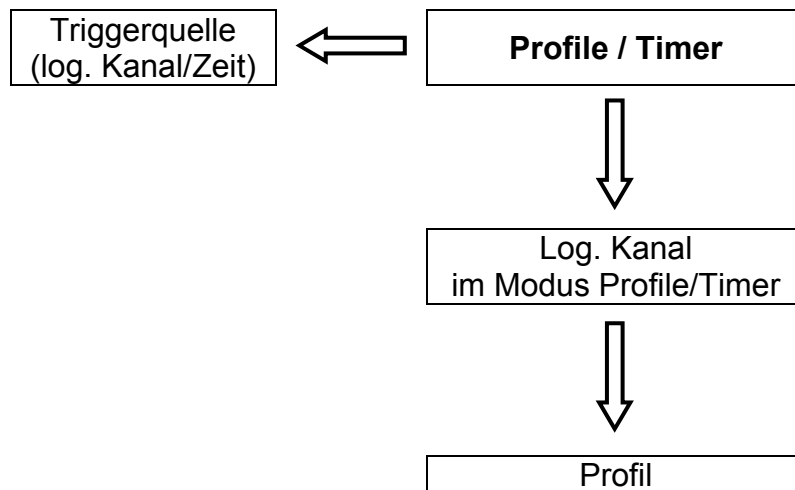 Triggerquelle
(log. Kanal/Zeit)
Profile / Timer
Log. Kanal
im Modus Profile/Timer
Profil